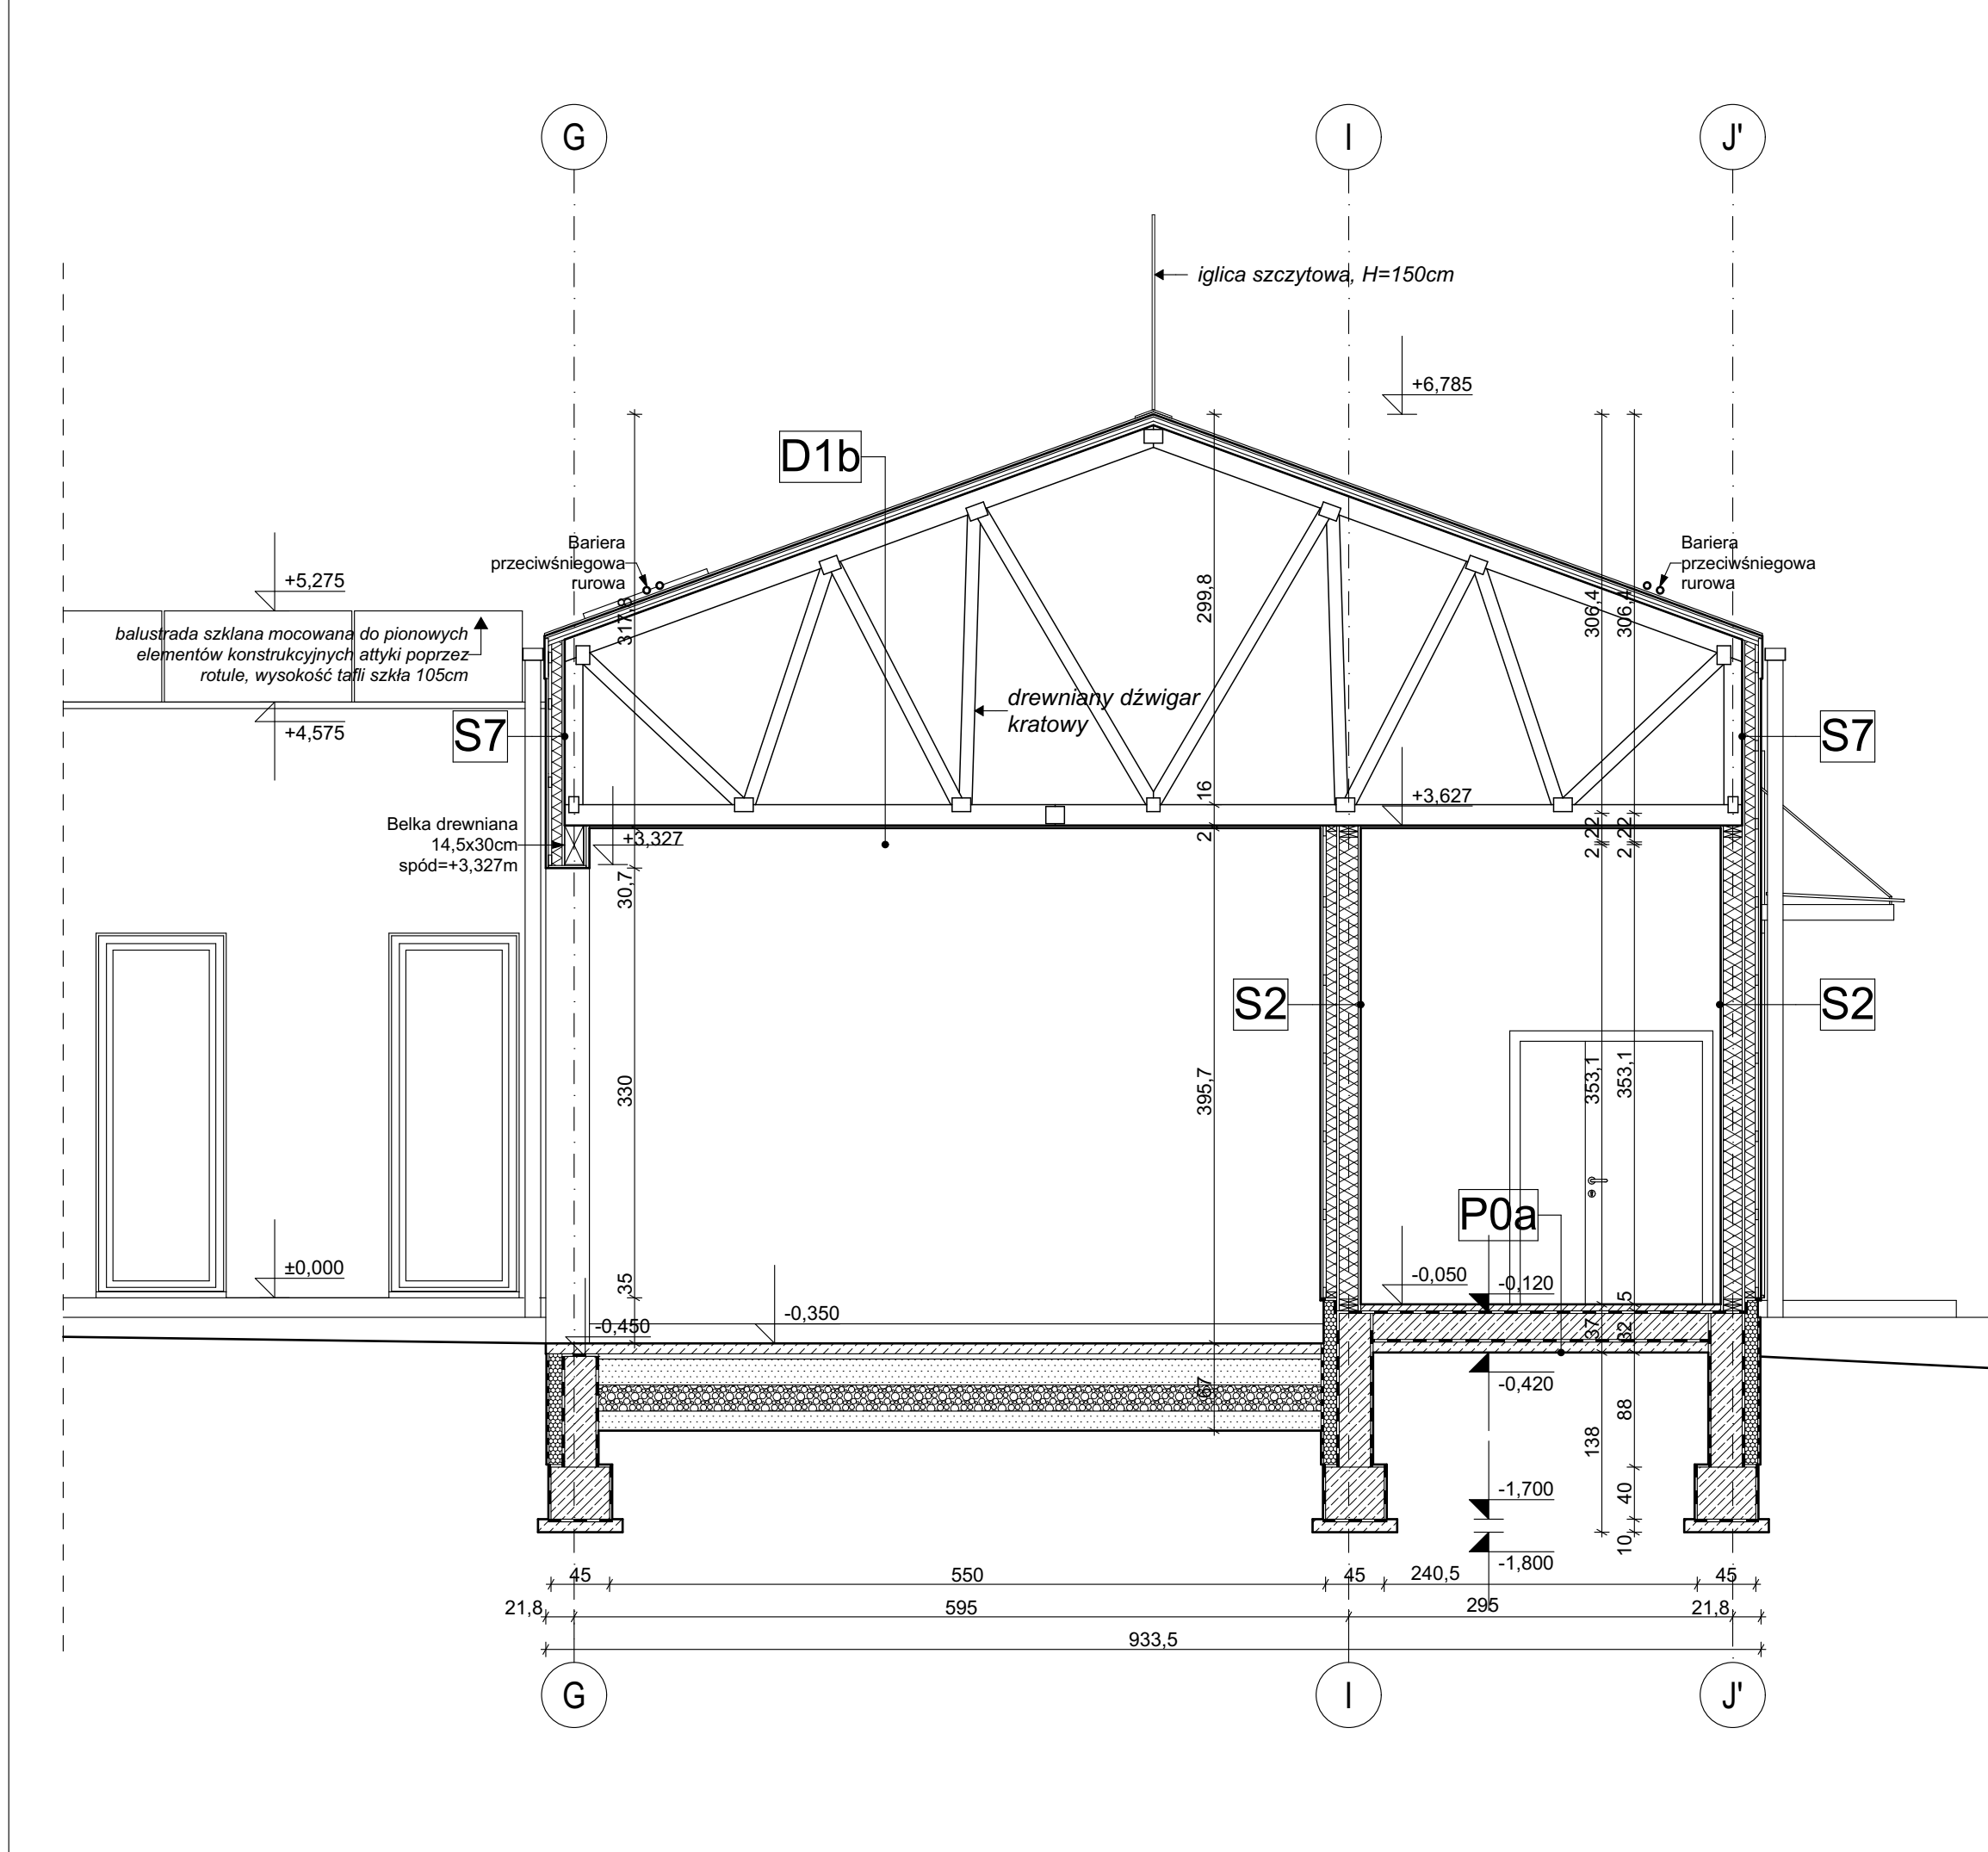 G
I
J'
iglica szczytowa, H=150cm
+6,785
D1b
Bariera
przeciwśniegowa
rurowa
Bariera
przeciwśniegowa
rurowa
+5,275
balustrada szklana mocowana do pionowych
elementów konstrukcyjnych attyki poprzez
rotule, wysokość tafli szkła 105cm
317,8
299,8
306,4
306,4
drewniany dźwigar
kratowy
+4,575
S7
S7
16
+3,627
Belka drewniana
14,5x30cm
spód=+3,327m
+3,327
2
22
22
2
2
30,7
S2
S2
330
395,7
353,1
353,1
P0a
±0,000
35
-0,050
-0,120
5
-0,350
-0,450
37
32
67
-0,420
88
138
-1,700
40
10
-1,800
45
550
45
240,5
45
21,8
595
295
21,8
933,5
G
I
J'